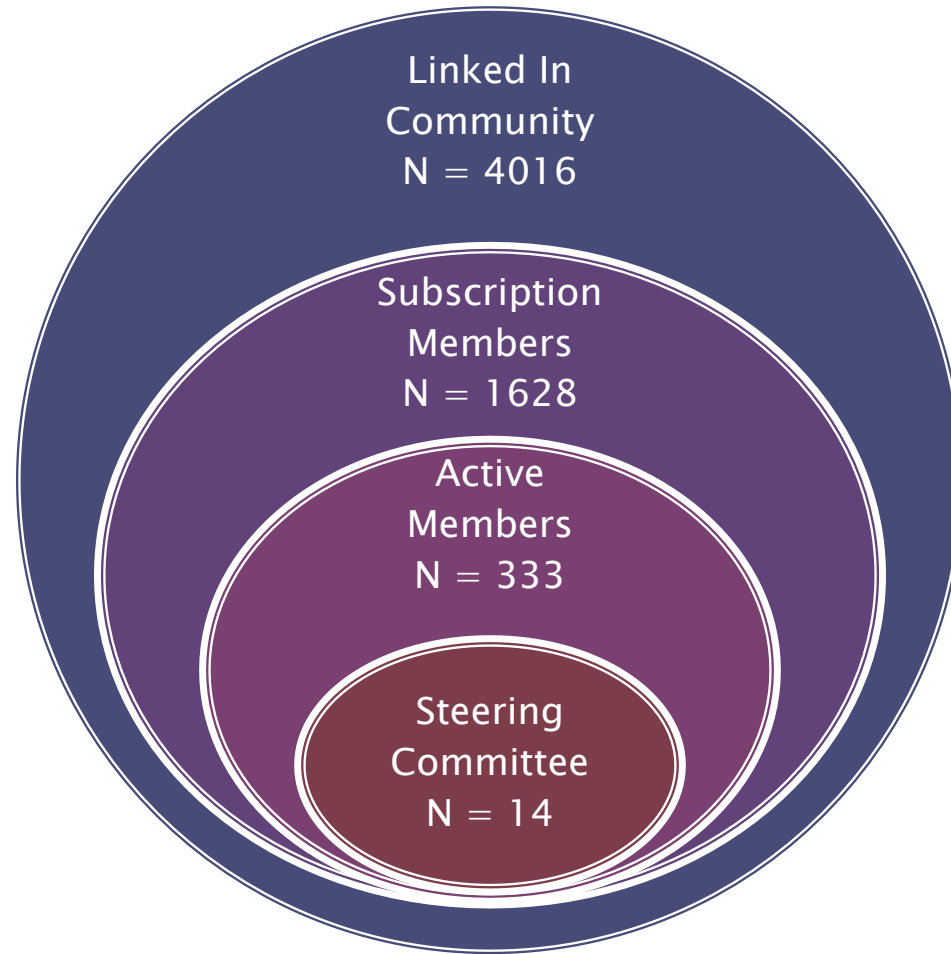 Linked In
Community
N = 4016
Subscription
Members
N = 1628
Active
Members
N = 333
Steering
Committee
N = 14